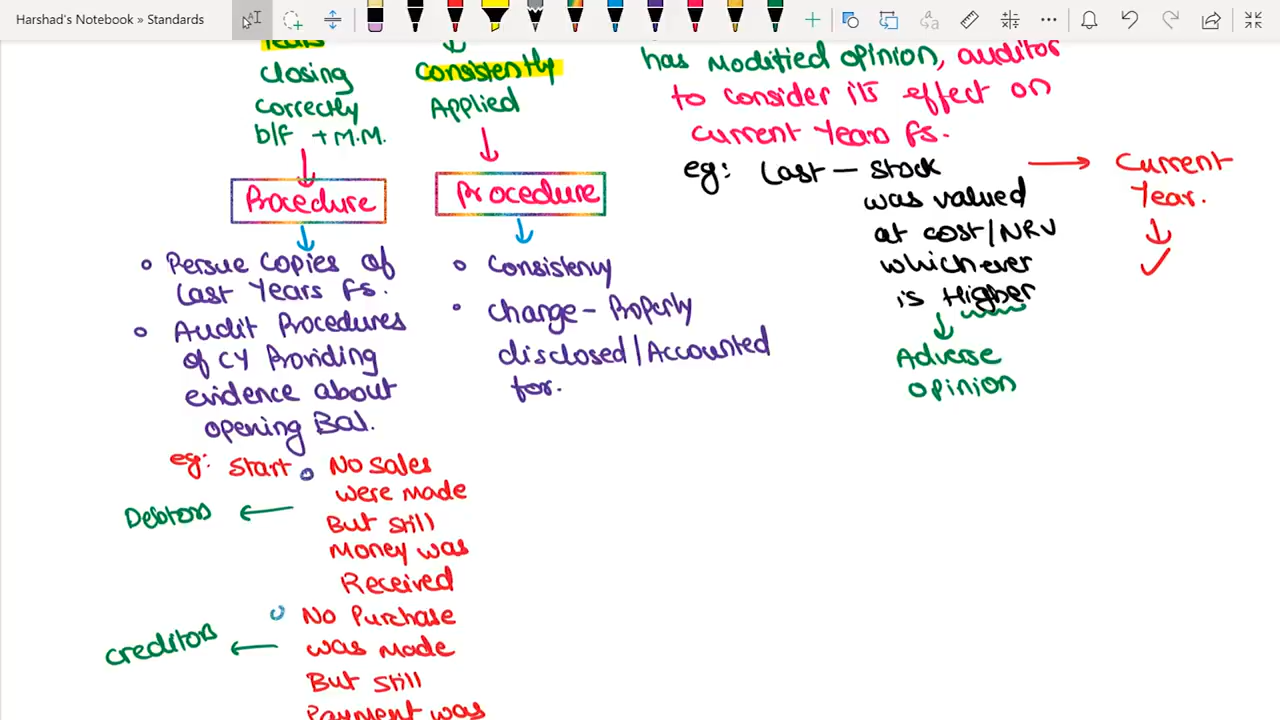 Harshad's Notebook » Standards
Years
closing
correctly
b/f + M.M.
Procedure
• Persue copies of
Last Years Fs.
• Audit Procedures
of CY Providing
evidence about
opening Bal.
eg: Start • No sales
were made
But still
Money was
Received
Debtors
• No Purchase
was made
But still
Payment was
creditors
Consistently
Applied
Procedure
• Consistency
• change - Properly
disclosed/Accounted
for.
has Modified opinion, auditor
to consider its effect on
current Years Fs.
eg: Last - stock
was valued
at cost/NRV
whichever
is Higher
Adverse
opinion
Current
Year.